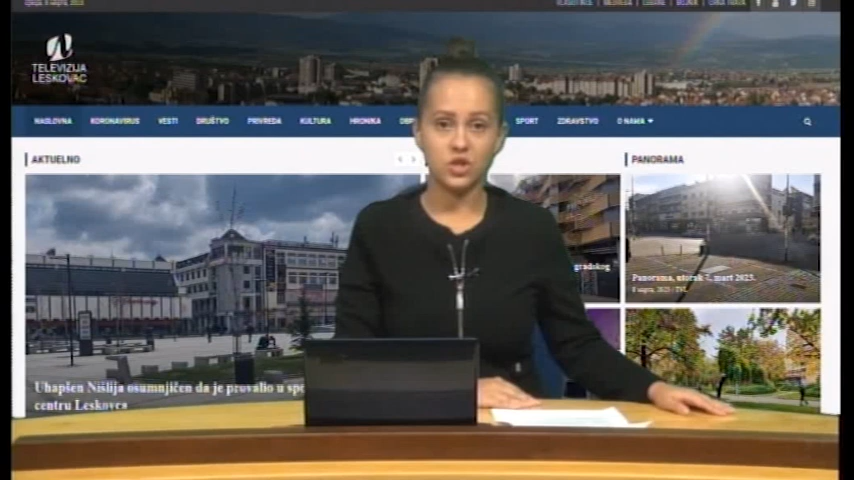 TELEVIZIJA
LESKOVAC
NASLOVNA KORONAVIRUS VESTI DRUŠTVO PRIVREDA KULTURA HRONIKA SPORT ZDRAVSTVO O NAMA
AKTUELNO
PANORAMA
gradskog
Panorama, utorak 7. mart 2023.
Uhapšen Nišlija osumnjičen da je provalio u
centru Leskovca